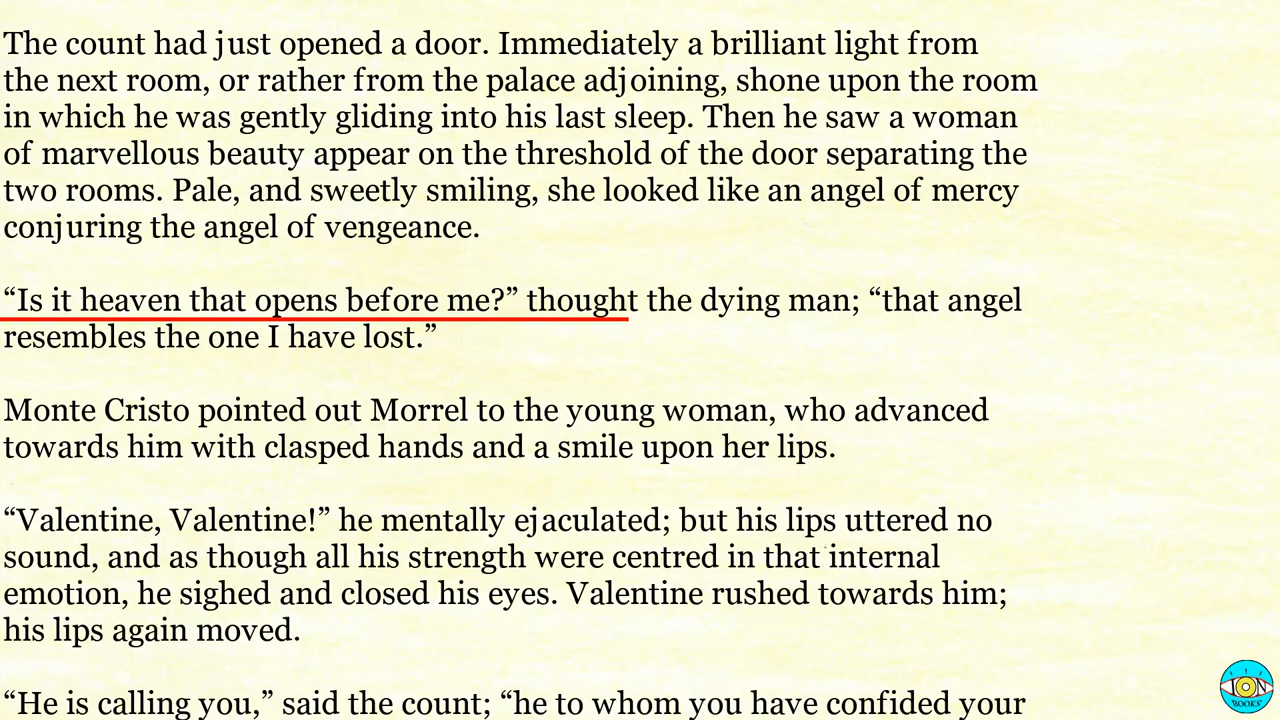 The count had just opened a door. Immediately a brilliant light from
the next room, or rather from the palace adjoining, shone upon the room
in which he was gently gliding into his last sleep. Then he saw a woman
of marvellous beauty appear on the threshold of the door separating the
two rooms. Pale, and sweetly smiling, she looked like an angel of mercy
conjuring the angel of vengeance.
“Is it heaven that opens before me?” thought the dying man; “that angel
resembles the one I have lost.”
Monte Cristo pointed out Morrel to the young woman, who advanced
towards him with clasped hands and a smile upon her lips.
“Valentine, Valentine!” he mentally ejaculated; but his lips uttered no
sound, and as though all his strength were centred in that internal
emotion, he sighed and closed his eyes. Valentine rushed towards him;
his lips again moved.
“He is calling you,” said the count; “he to whom you have confided your
ION
BOOKS